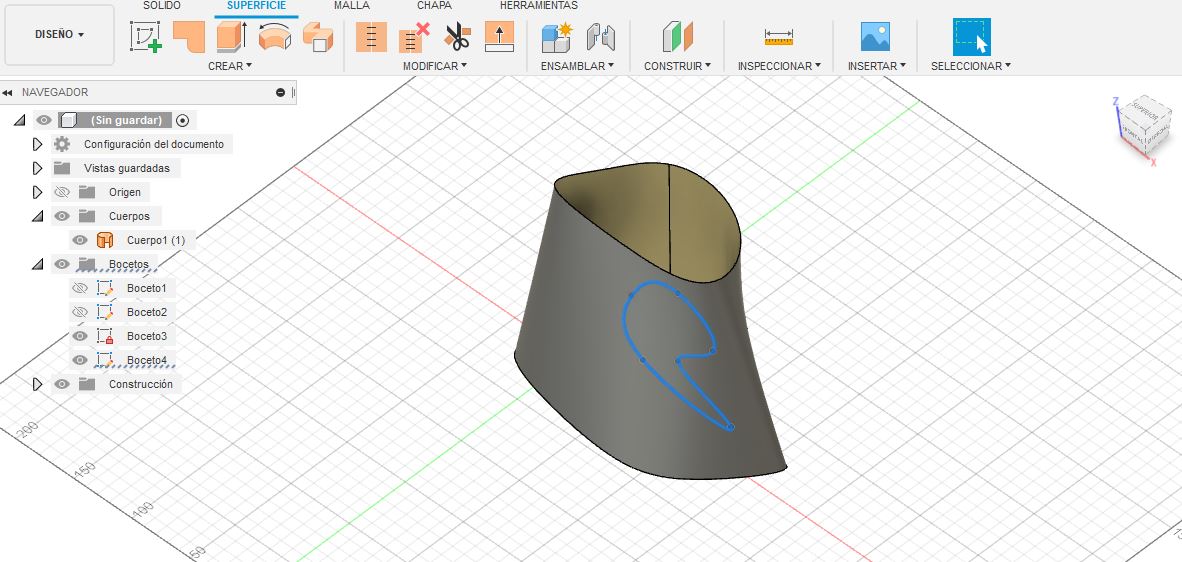 SOLIDO SUPERFICIE MALLA CHAPA HERRAMIENTAS
DISEÑO
CREAR MODIFICAR ENSAMBLAR CONSTRUIR INSPECCIONAR INSERTAR SELECCIONAR
NAVEGADOR
(Sin guardar)
Configuración del documento
Vistas guardadas
Origen
Cuerpos
Cuerpo1 (1)
Bocetos
Boceto1
Boceto2
Boceto3
Boceto4
Construcción
200
150
100
50
Z
SUPERIOR
X